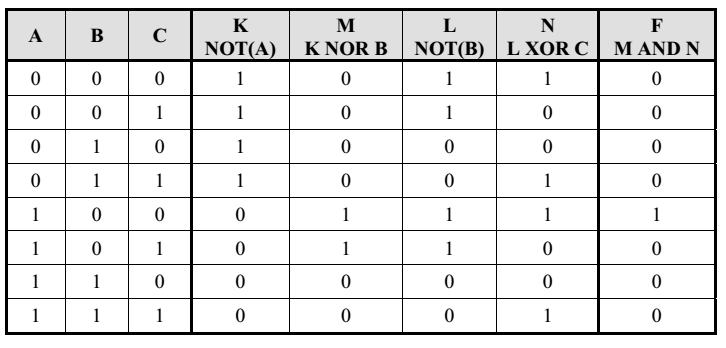 A B C K M L N F
NOT(A) K NOR B NOT(B) L XOR C M AND N
0 0 0 1 0 1 1 0
0 0 1 1 0 1 0 0
0 1 0 1 0 0 0 0
0 1 1 1 0 0 1 0
1 0 0 0 1 1 1 1
1 0 1 0 1 1 0 0
1 1 0 0 0 0 0 0
1 1 1 0 0 0 1 0